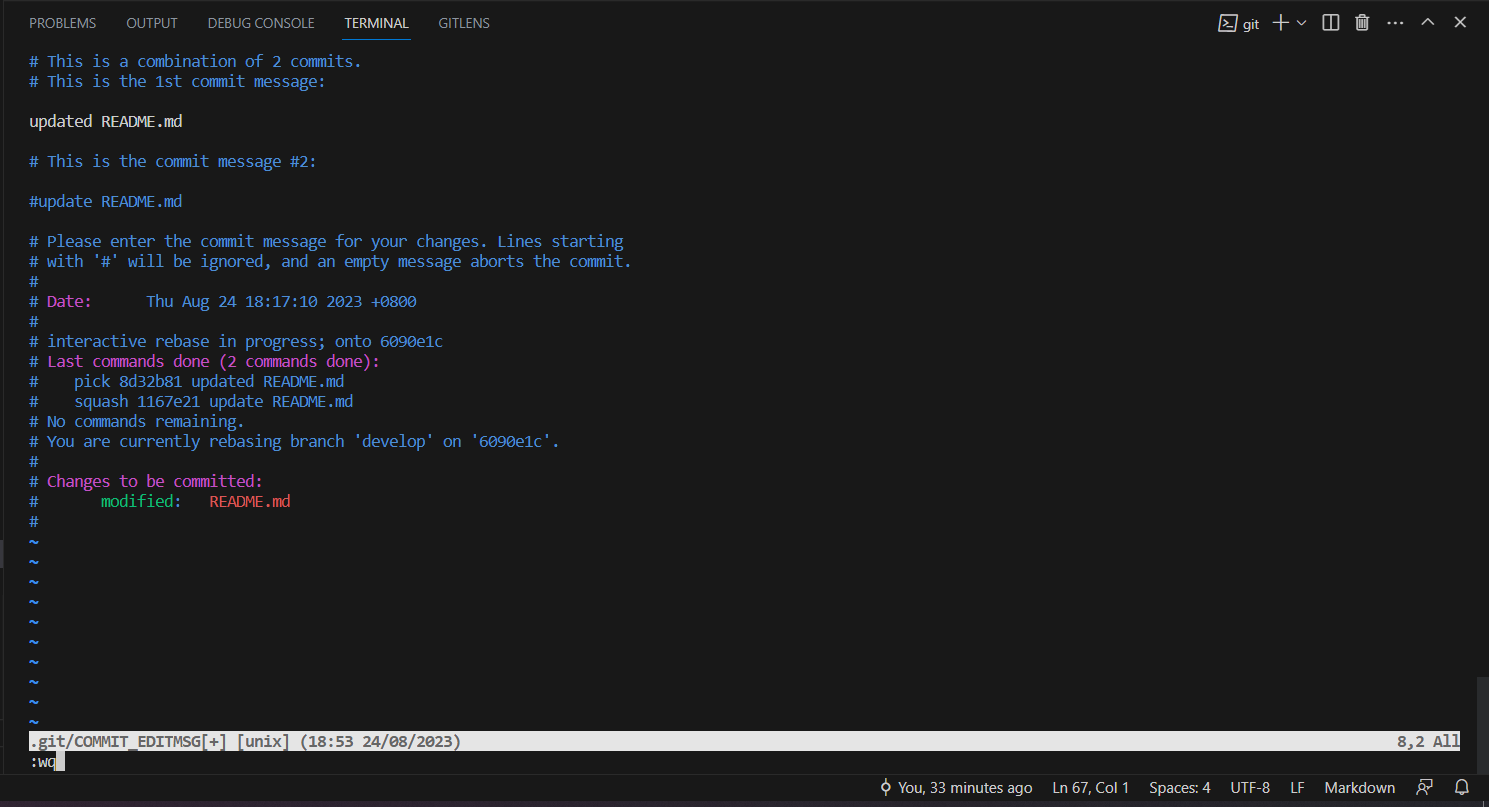 PROBLEMS OUTPUT DEBUG CONSOLE TERMINAL GITLENS git
# This is a combination of 2 commits.
# This is the 1st commit message:
updated README.md
# This is the commit message #2:
#update README.md
# Please enter the commit message for your changes. Lines starting
# with '#' will be ignored, and an empty message aborts the commit.
#
# Date:      Thu Aug 24 18:17:10 2023 +0800
#
# interactive rebase in progress; onto 6090e1c
# Last commands done (2 commands done):
#    pick 8d32b81 updated README.md
#    squash 1167e21 update README.md
# No commands remaining.
# You are currently rebasing branch 'develop' on '6090e1c'.
#
# Changes to be committed:
#       modified:   README.md
#
~
~
~
~
~
~
~
~
~
~
.git/COMMIT_EDITMSG[+] [unix] (18:53 24/08/2023) 8,2 All
:wq
You, 33 minutes ago Ln 67, Col 1 Spaces: 4 UTF-8 LF Markdown